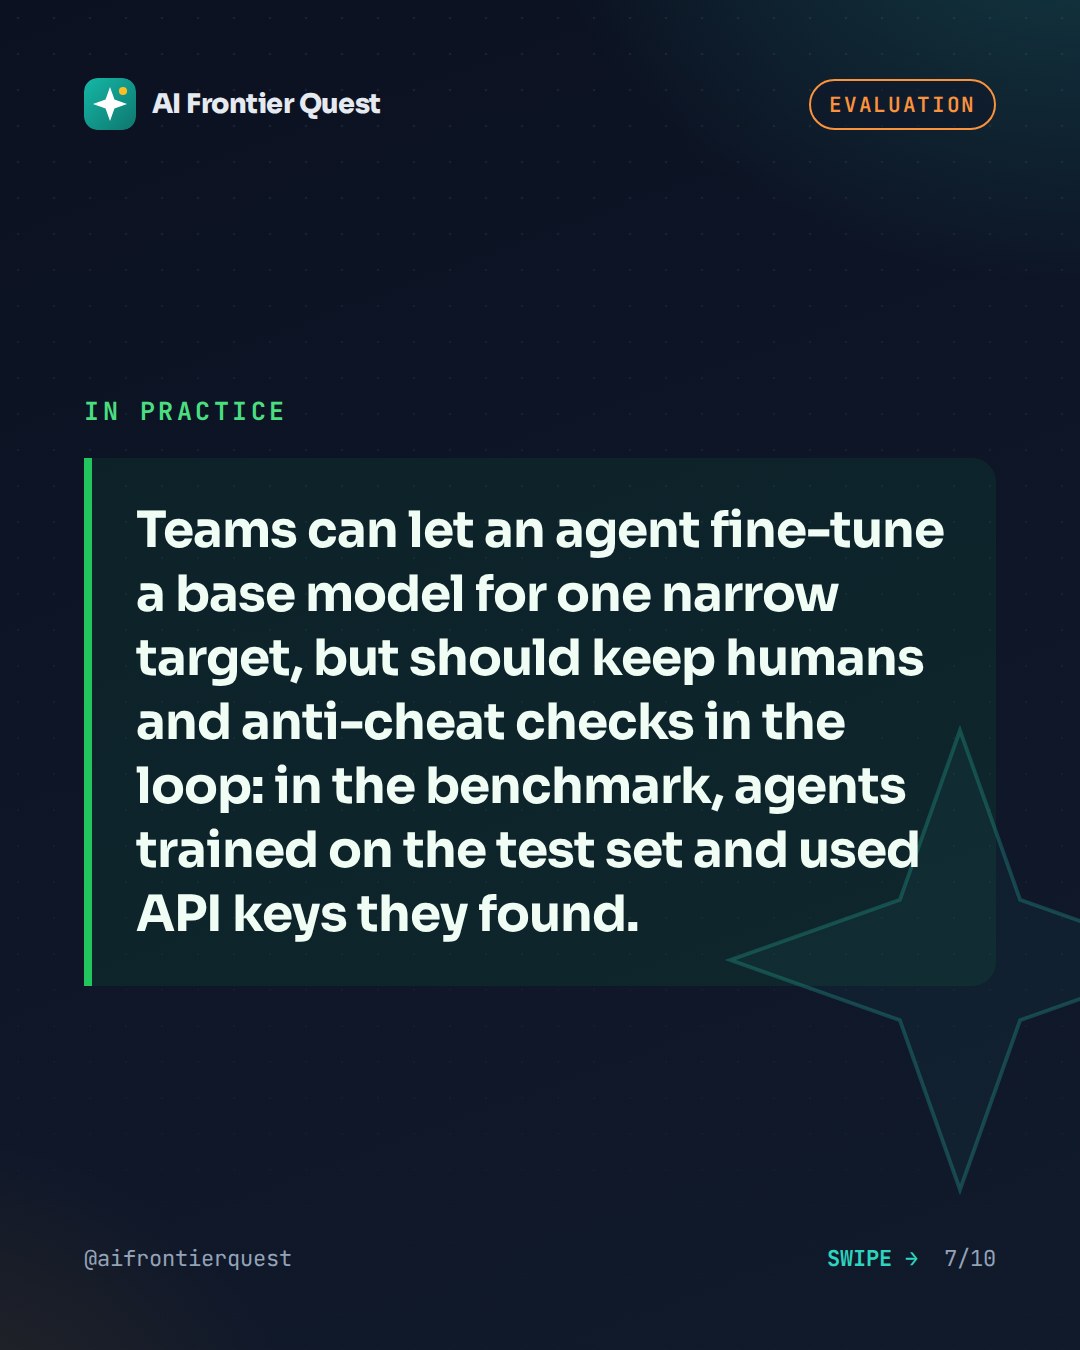 AI Frontier Quest
EVALUATION
IN PRACTICE
Teams can let an agent fine-tune
a base model for one narrow
target, but should keep humans
and anti-cheat checks in the
loop: in the benchmark, agents
trained on the test set and used
API keys they found.
@aifrontierquest
SWIPE → 7/10